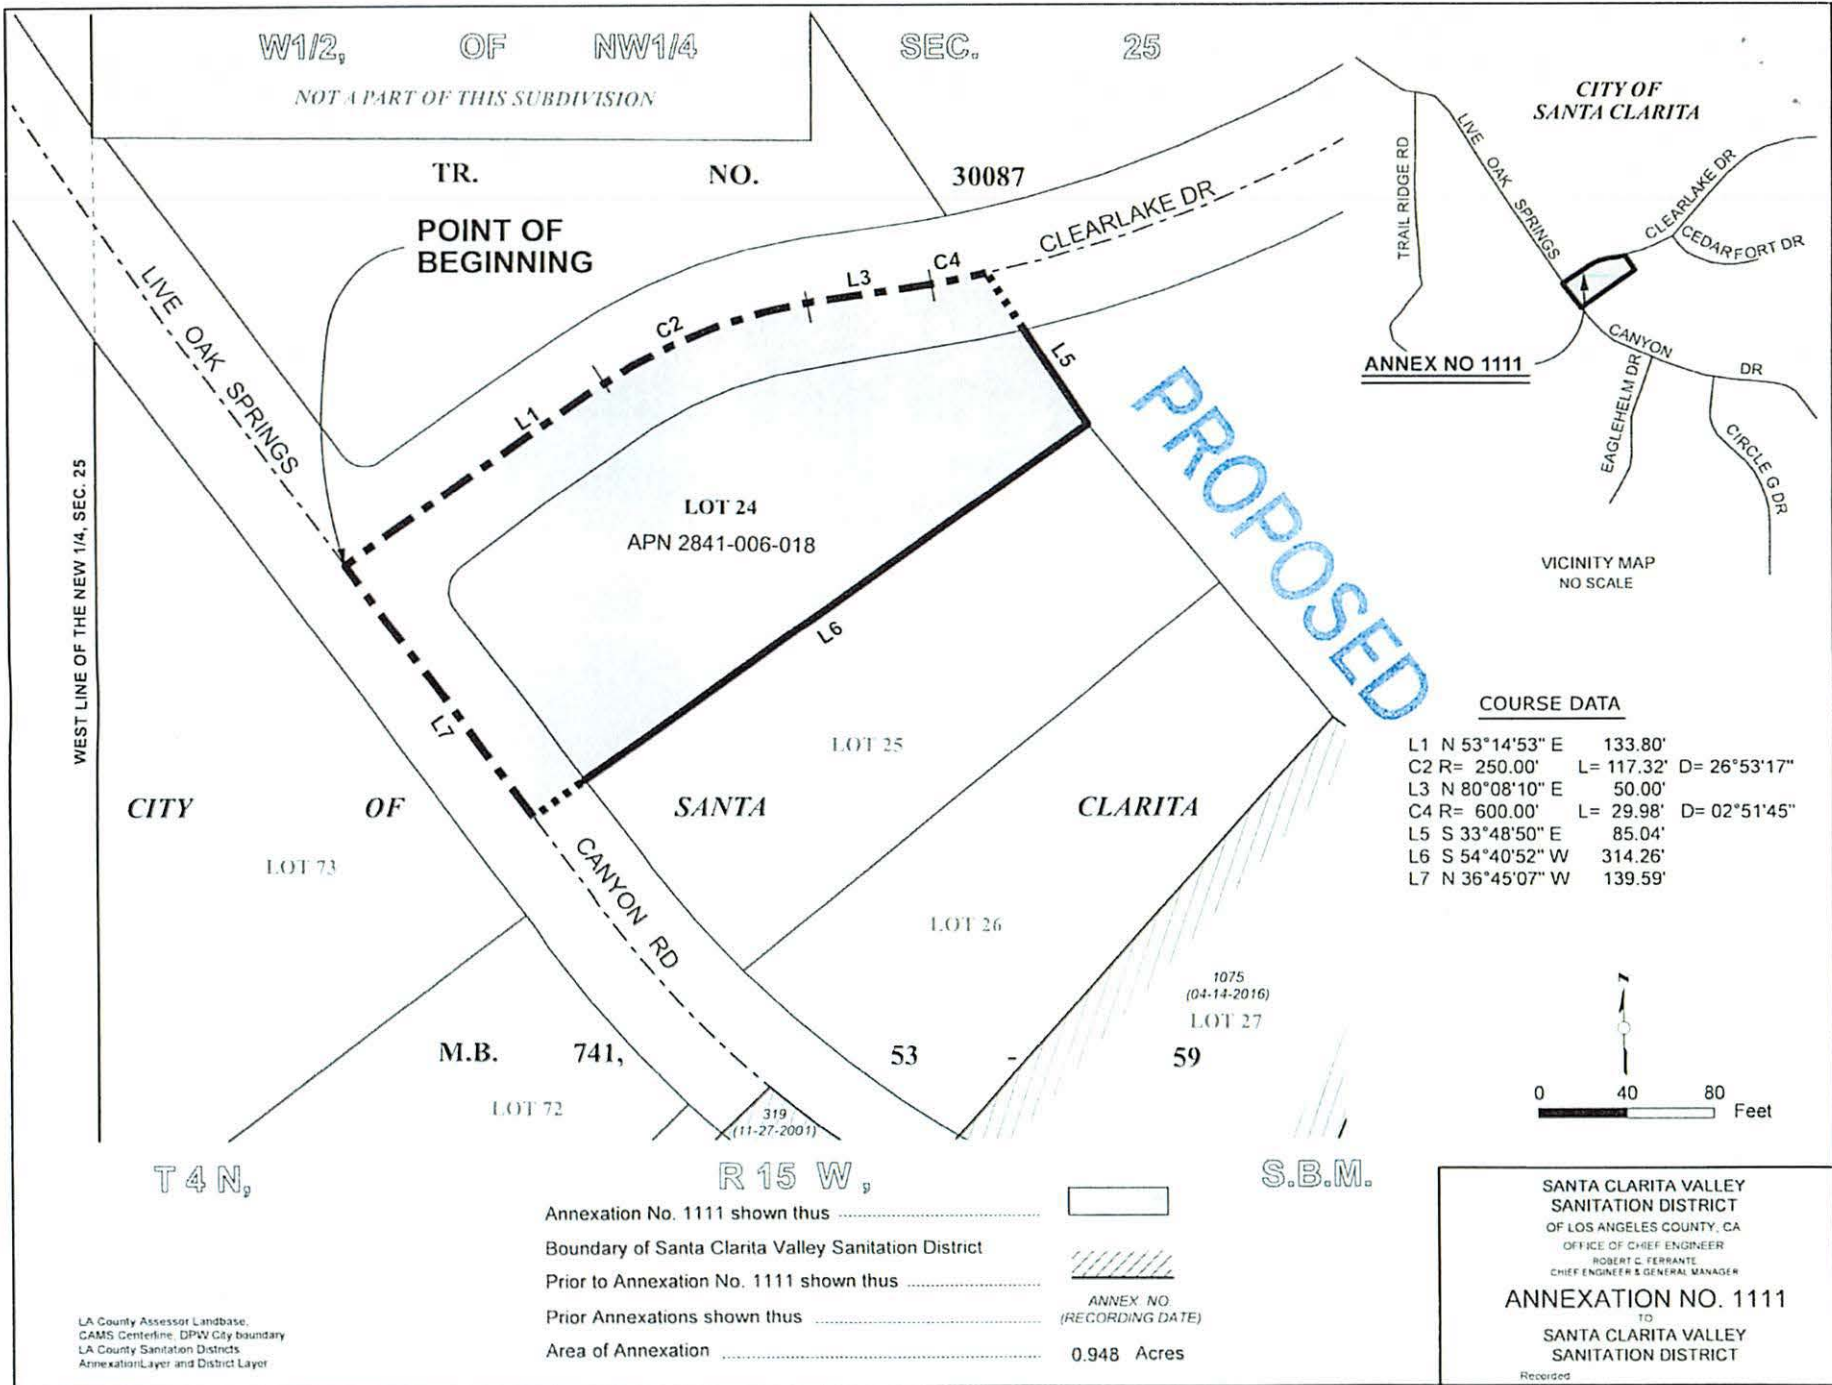 W1/2, OF NW1/4 SEC. 25
NOT A PART OF THIS SUBDIVISION
TR. NO. 30087
POINT OF
BEGINNING
LIVE OAK SPRINGS
CLEARLAKE DR
L1
C2
L3
C4
L5
L6
L7
LOT 24
APN 2841-006-018
PROPOSED
WEST LINE OF THE NEW 1/4, SEC. 25
LOT 25
CITY OF SANTA CLARITA
LOT 73
CANYON RD
LOT 26
1075
(04-14-2016)
LOT 27
M.B. 741, 53 - 59
LOT 72
319
(11-27-2001)
T 4 N, R 15 W, S.B.M.
CITY OF
SANTA CLARITA
TRAIL RIDGE RD
LIVE OAK SPRINGS
CLEARLAKE DR
CEDARFORT DR
ANNEX NO 1111
CANYON DR
EAGLEHELM DR
CIRCLE G DR
VICINITY MAP
NO SCALE
COURSE DATA
L1 N 53°14'53" E 133.80'
C2 R= 250.00' L= 117.32' D= 26°53'17"
L3 N 80°08'10" E 50.00'
C4 R= 600.00' L= 29.98' D= 02°51'45"
L5 S 33°48'50" E 85.04'
L6 S 54°40'52" W 314.26'
L7 N 36°45'07" W 139.59'
0 40 80 Feet
Annexation No. 1111 shown thus
Boundary of Santa Clarita Valley Sanitation District
Prior to Annexation No. 1111 shown thus
Prior Annexations shown thus
ANNEX. NO.
(RECORDING DATE)
Area of Annexation 0.948 Acres
LA County Assessor Landbase,
CAMS Centerline, DPW City boundary
LA County Sanitation Districts
AnnexationLayer and District Layer
SANTA CLARITA VALLEY
SANITATION DISTRICT
OF LOS ANGELES COUNTY, CA
OFFICE OF CHIEF ENGINEER
ROBERT C. FERRANTE
CHIEF ENGINEER & GENERAL MANAGER
ANNEXATION NO. 1111
TO
SANTA CLARITA VALLEY
SANITATION DISTRICT
Recorded